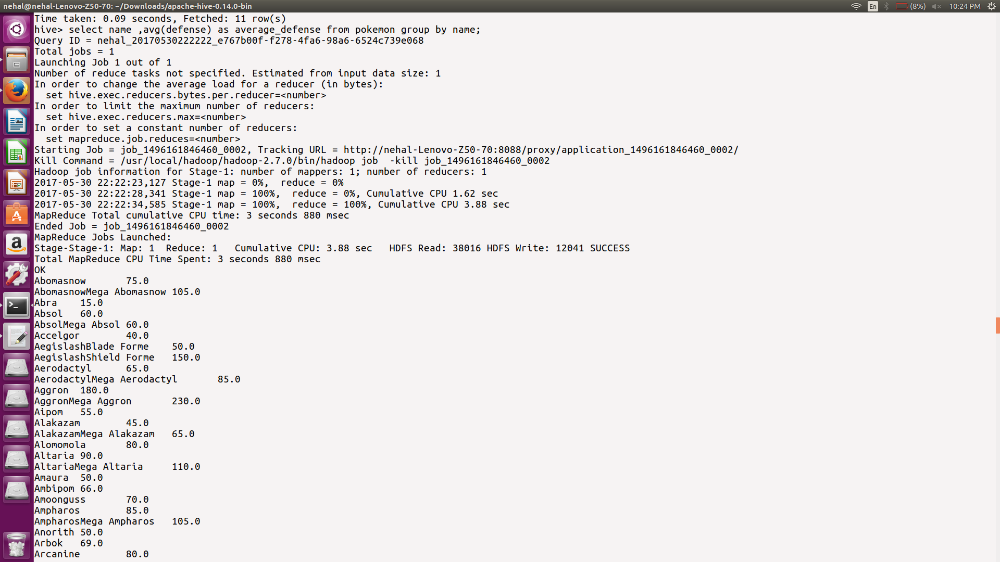 nehal@nehal-Lenovo-Z50-70: ~/Downloads/apache-hive-0.14.0-bin
En
(8%)
10:24 PM
Time taken: 0.09 seconds, Fetched: 11 row(s)
hive> select name ,avg(defense) as average_defense from pokemon group by name;
Query ID = nehal_20170530222222_e767b00f-f278-4fa6-98a6-6524c739e068
Total jobs = 1
Launching Job 1 out of 1
Number of reduce tasks not specified. Estimated from input data size: 1
In order to change the average load for a reducer (in bytes):
  set hive.exec.reducers.bytes.per.reducer=<number>
In order to limit the maximum number of reducers:
  set hive.exec.reducers.max=<number>
In order to set a constant number of reducers:
  set mapreduce.job.reduces=<number>
Starting Job = job_1496161846460_0002, Tracking URL = http://nehal-Lenovo-Z50-70:8088/proxy/application_1496161846460_0002/
Kill Command = /usr/local/hadoop/hadoop-2.7.0/bin/hadoop job  -kill job_1496161846460_0002
Hadoop job information for Stage-1: number of mappers: 1; number of reducers: 1
2017-05-30 22:22:23,127 Stage-1 map = 0%,  reduce = 0%
2017-05-30 22:22:28,341 Stage-1 map = 100%,  reduce = 0%, Cumulative CPU 1.62 sec
2017-05-30 22:22:34,585 Stage-1 map = 100%,  reduce = 100%, Cumulative CPU 3.88 sec
MapReduce Total cumulative CPU time: 3 seconds 880 msec
Ended Job = job_1496161846460_0002
MapReduce Jobs Launched:
Stage-Stage-1: Map: 1  Reduce: 1   Cumulative CPU: 3.88 sec   HDFS Read: 38016 HDFS Write: 12041 SUCCESS
Total MapReduce CPU Time Spent: 3 seconds 880 msec
OK
Abomasnow       75.0
AbomasnowMega Abomasnow 105.0
Abra    15.0
Absol   60.0
AbsolMega Absol 60.0
Accelgor        40.0
AegislashBlade Forme    50.0
AegislashShield Forme   150.0
Aerodactyl      65.0
AerodactylMega Aerodactyl       85.0
Aggron  180.0
AggronMega Aggron       230.0
Aipom   55.0
Alakazam        45.0
AlakazamMega Alakazam   65.0
Alomomola       80.0
Altaria 90.0
AltariaMega Altaria     110.0
Amaura  50.0
Ambipom 66.0
Amoonguss       70.0
Ampharos        85.0
AmpharosMega Ampharos   105.0
Anorith 50.0
Arbok   69.0
Arcanine        80.0